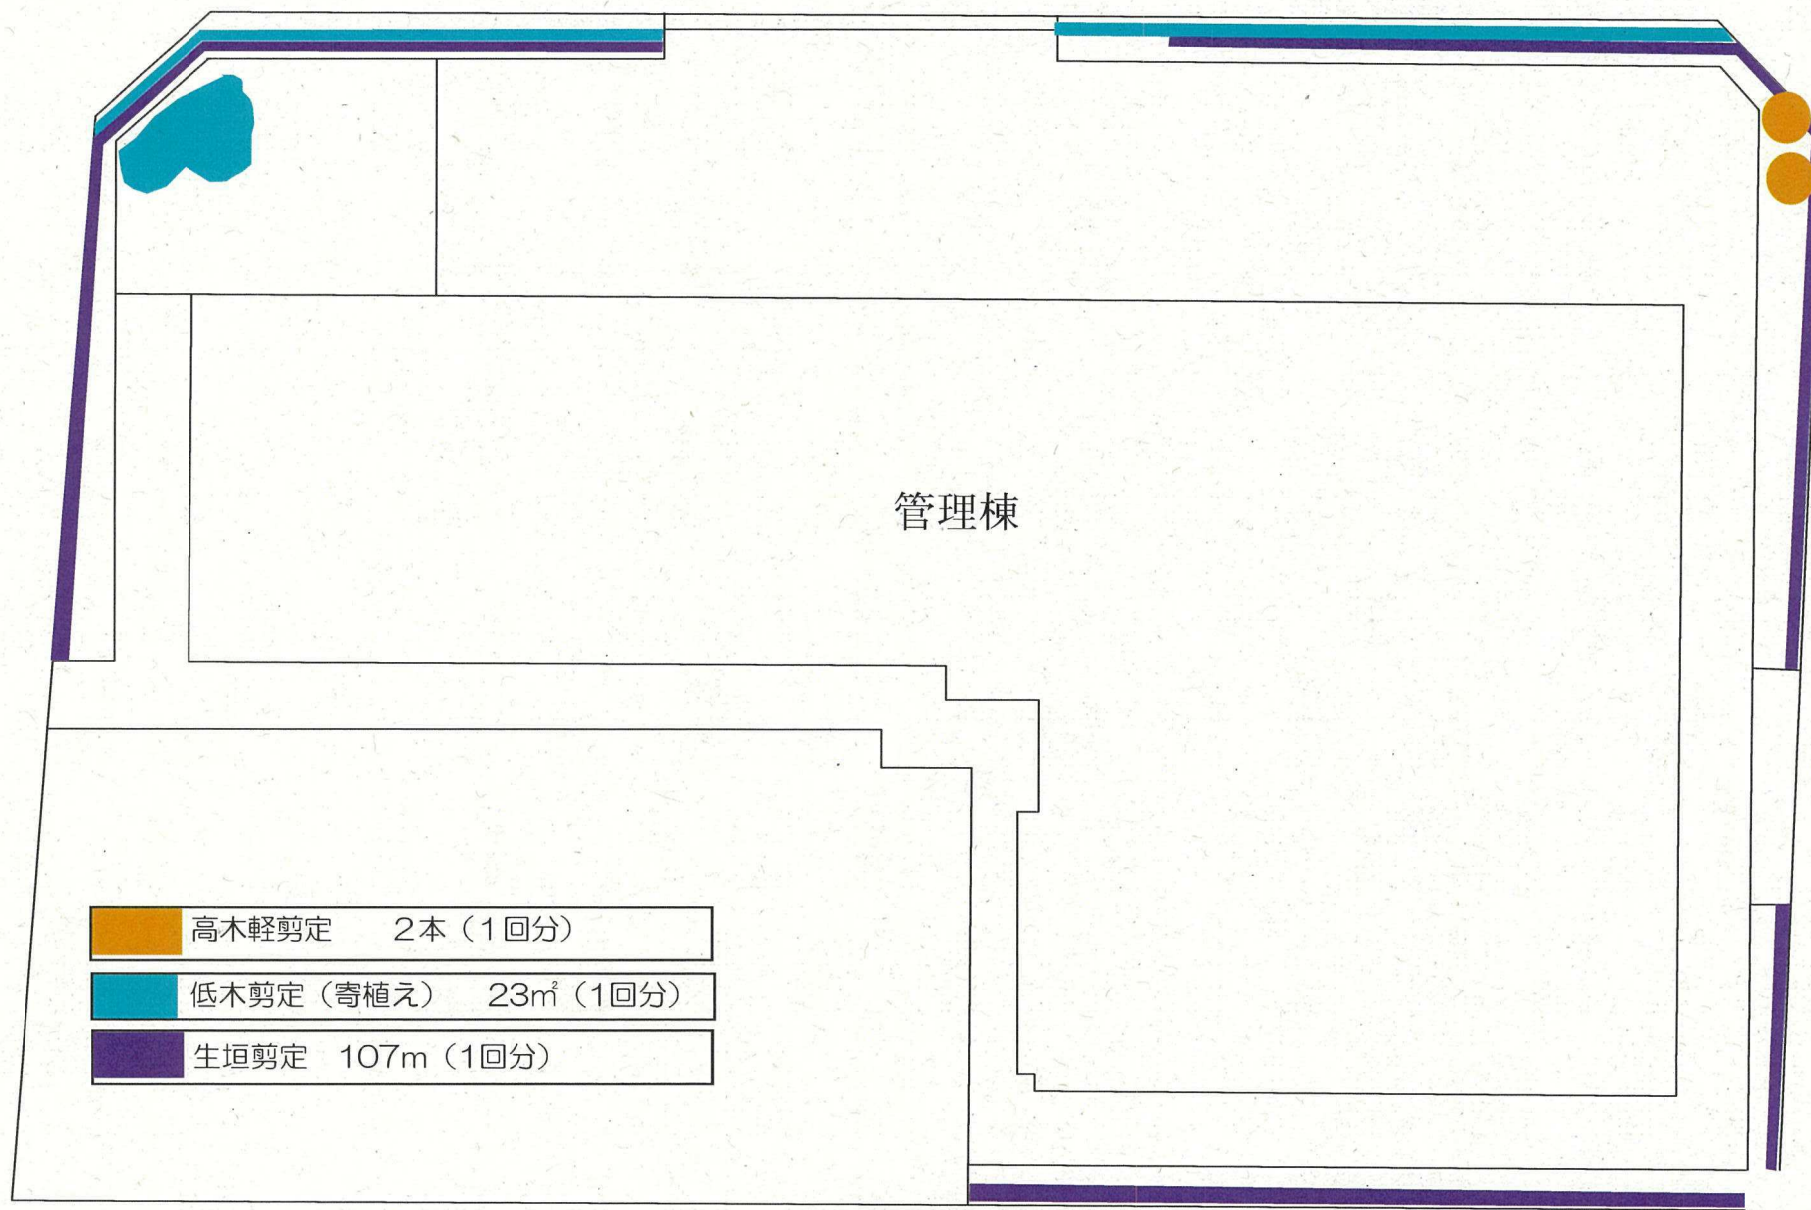 管理棟
高木軽剪定　　２本（１回分）
低木剪定（寄植え）　　23㎡（1回分）
生垣剪定　107m（1回分）